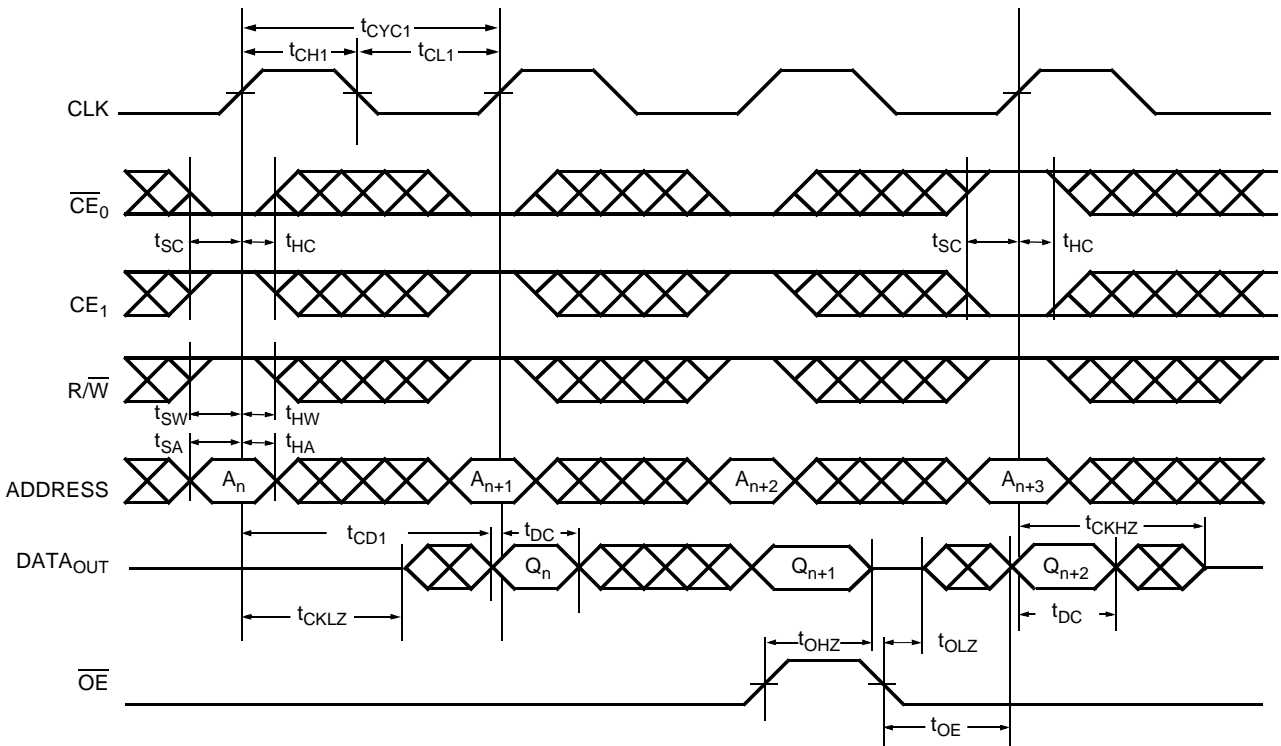 tCYC1
tCH1 tCL1
CLK
CE0
tSC tHC tSC tHC
CE1
R/W
tSW tHW
tSA tHA
ADDRESS An An+1 An+2 An+3
tCD1 tDC tCKHZ
DATAOUT Qn Qn+1 Qn+2
tCKLZ tDC
tOHZ tOLZ
OE
tOE